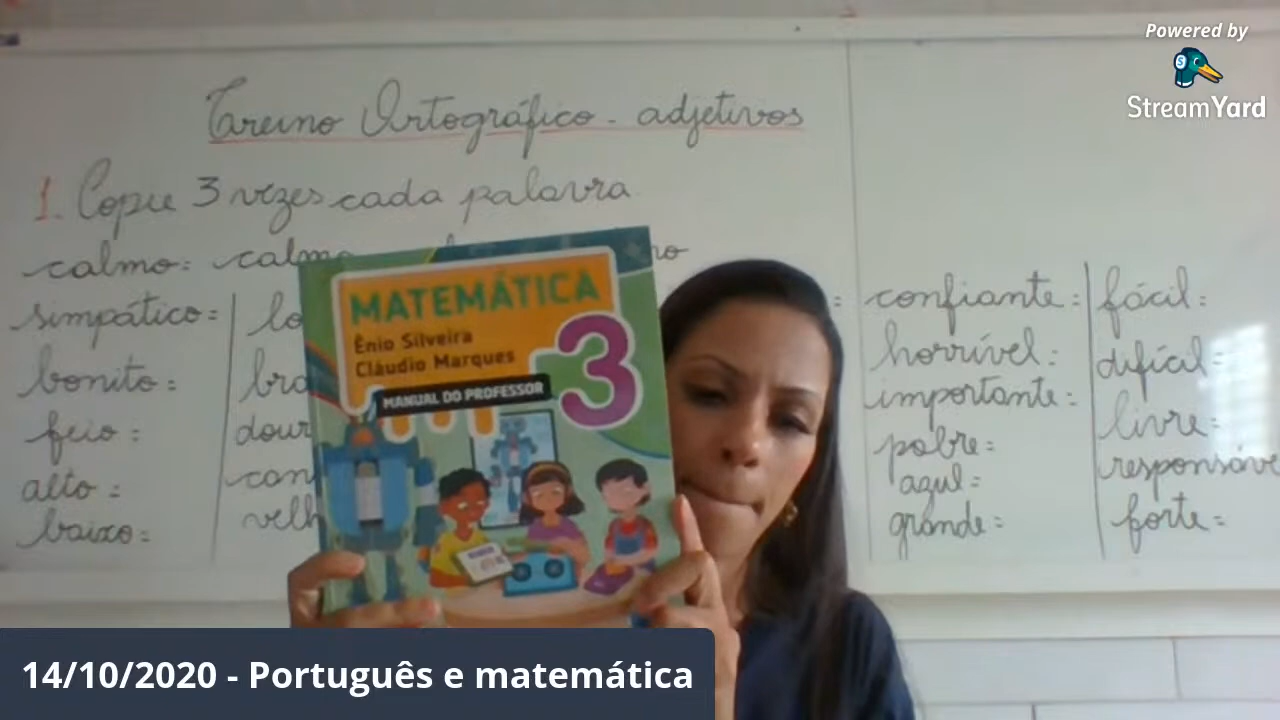 Powered by
StreamYard
Treino Ortográfico - adjetivos
1. Copie 3 vezes cada palavra
calmo: calmo
simpático:
bonito:
feio:
alto:
baixo:
MATEMÁTICA
Ênio Silveira
Cláudio Marques
3
MANUAL DO PROFESSOR
confiante:
horrível:
importante:
pobre:
azul:
grande:
fácil:
difícil:
livre:
forte:
14/10/2020 - Português e matemática